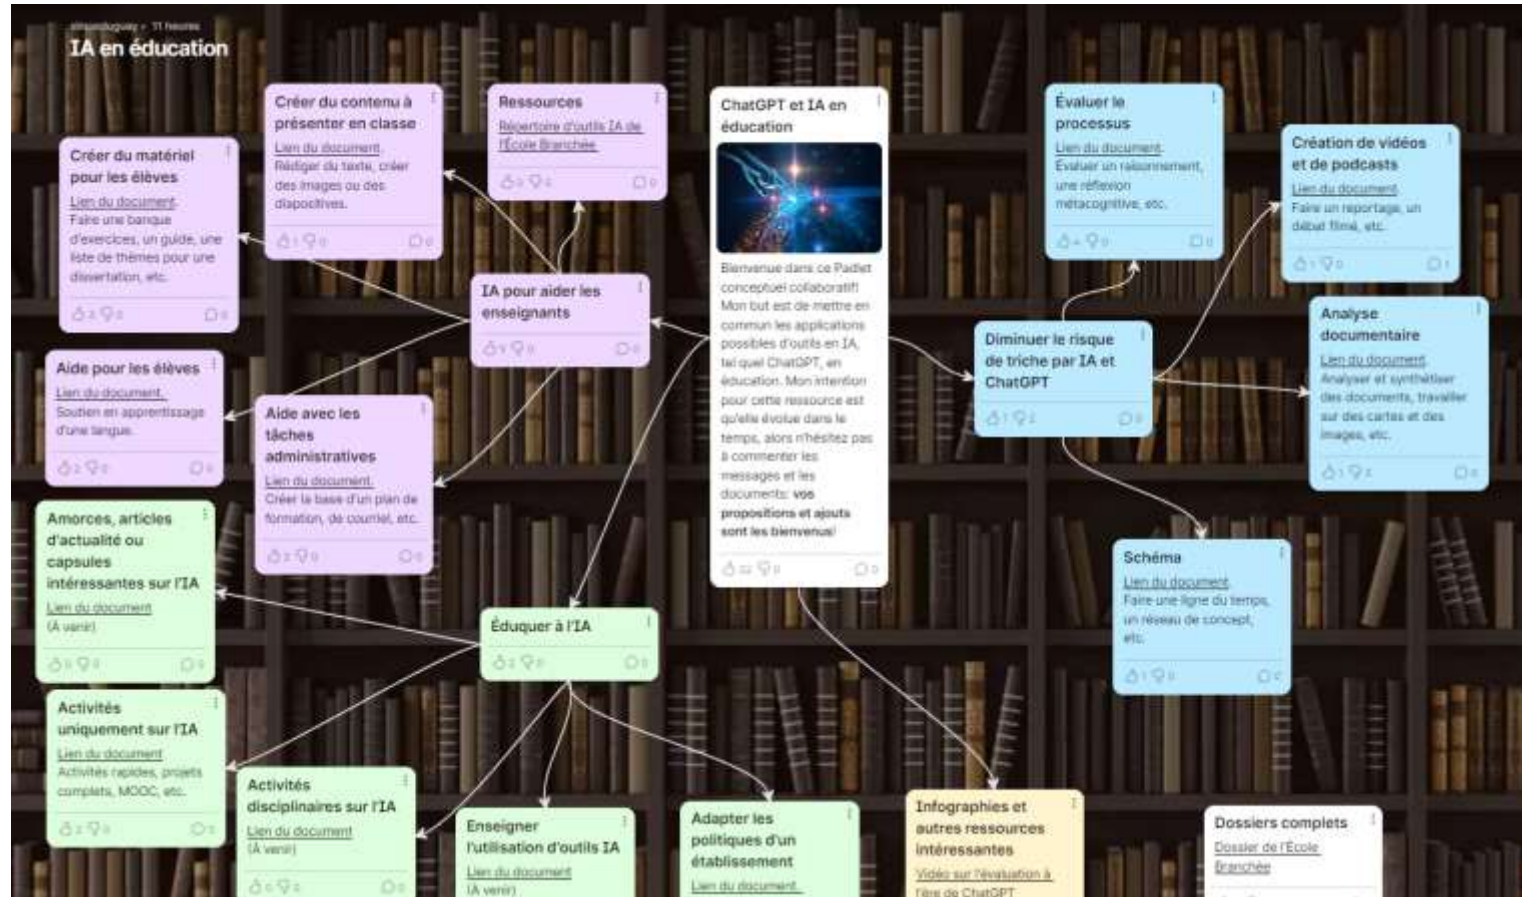 11 heures
IA en éducation
Créer du matériel
pour les élèves
Lien du document.
Faire une banque
d'exercices, un guide, une
liste de thèmes pour une
dissertation, etc.
Créer du contenu à
présenter en classe
Lien du document.
Rédiger du texte, créer
des images ou des
diapositives.
Ressources
Répertoire d'outils IA de
l'École Branchée
IA pour aider les
enseignants
Aide pour les élèves
Lien du document.
Soutien en apprentissage
d'une langue.
Aide avec les
tâches
administratives
Lien du document.
Créer la base d'un plan de
formation, de courriel, etc.
ChatGPT et IA en
éducation
Bienvenue dans ce Padlet
conceptuel collaboratif!
Mon but est de mettre en
commun les applications
possibles d'outils en IA,
tel quel ChatGPT, en
éducation. Mon intention
pour cette ressource est
qu'elle évolue dans le
temps, alors n'hésitez pas
à commenter les
messages et les
documents: vos
propositions et ajouts
sont les bienvenus!
Diminuer le risque
de triche par IA et
ChatGPT
Évaluer le
processus
Lien du document.
Évaluer un raisonnement,
une réflexion
métacognitive, etc.
Création de vidéos
et de podcasts
Lien du document.
Faire un reportage, un
débat filmé, etc.
Analyse
documentaire
Lien du document.
Analyser et synthétiser
des documents, travailler
sur des cartes et des
images, etc.
Schéma
Lien du document.
Faire une ligne du temps,
un réseau de concept,
etc.
Éduquer à l'IA
Amorces, articles
d'actualité ou
capsules
intéressantes sur l'IA
Lien du document
(À venir)
Activités
uniquement sur l'IA
Lien du document
Activités rapides, projets
complets, MOOC, etc.
Activités
disciplinaires sur l'IA
Lien du document
(À venir)
Enseigner
l'utilisation d'outils IA
Lien du document
(À venir)
Adapter les
politiques d'un
établissement
Lien du document.
Infographies et
autres ressources
intéressantes
Vidéo sur l'évaluation à
l'ère de ChatGPT
Dossiers complets
Dossier de l'École
Branchée